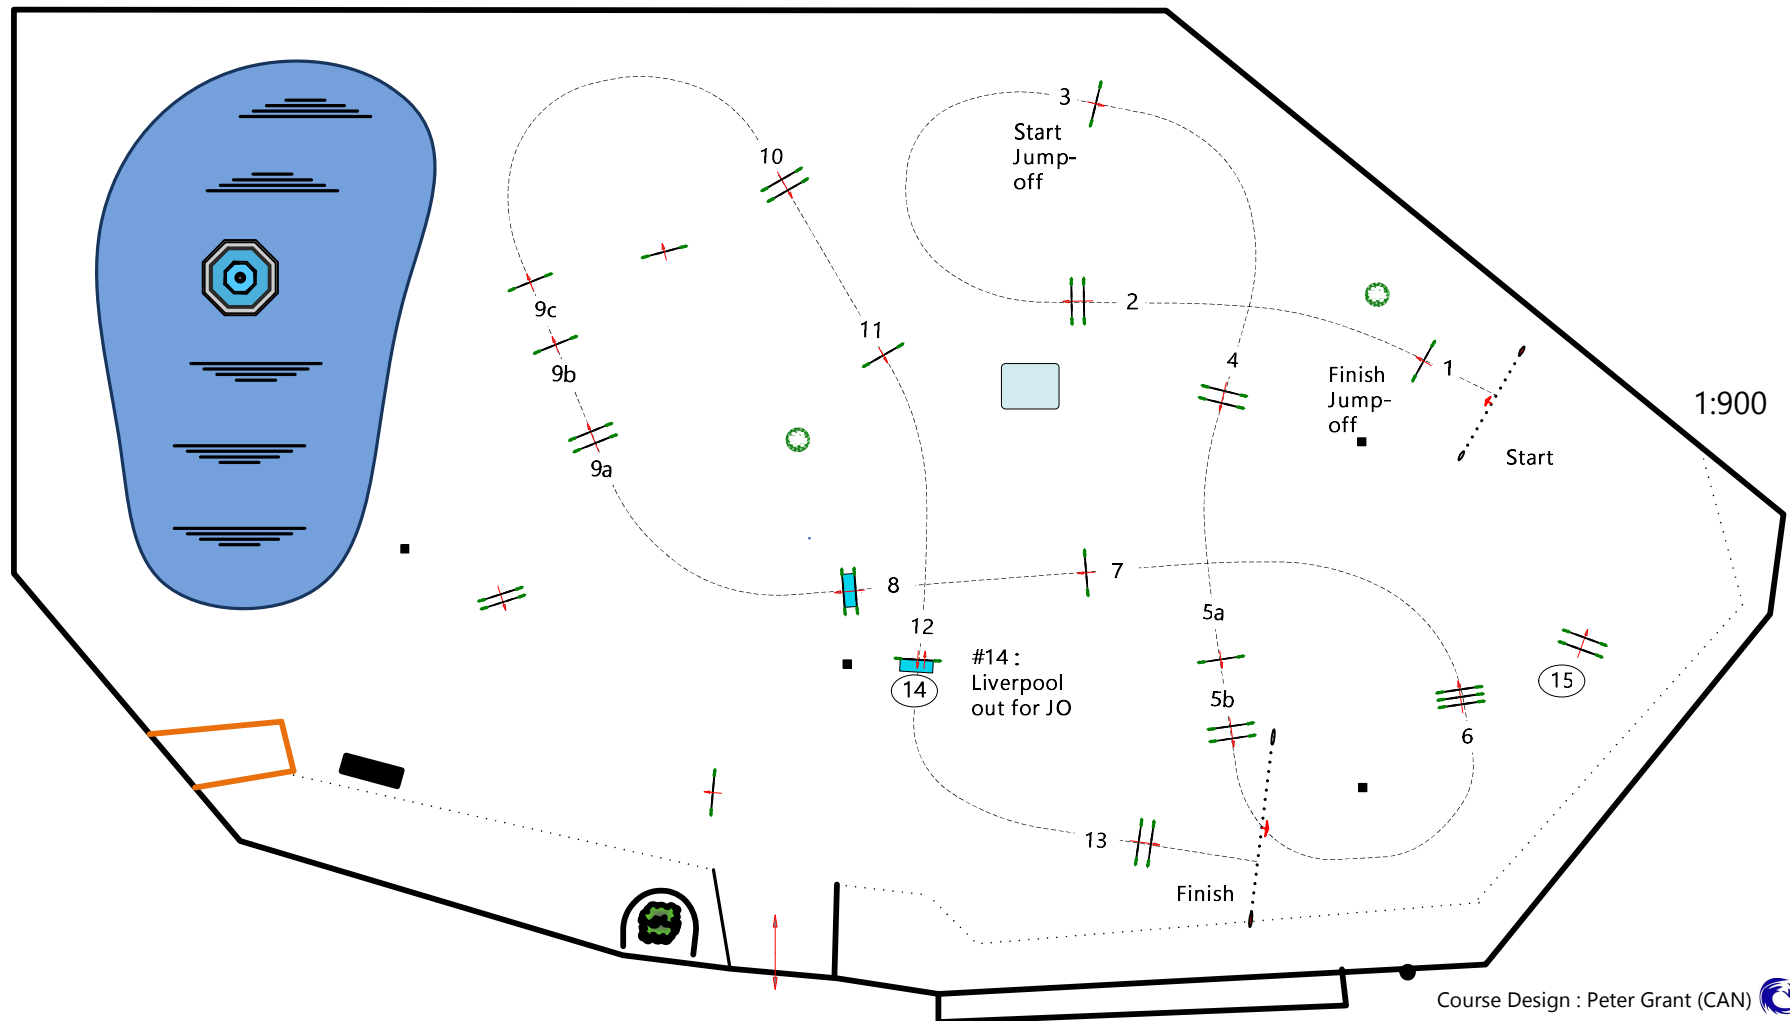 3
Start
Jump-
off
10
2
9c
11
4
1
9b
Finish
Jump-
off
1:900
9a
Start
7
8
5a
12
#14 :
Liverpool
out for JO
14
15
5b
6
13
Finish
Course Design : Peter Grant (CAN)